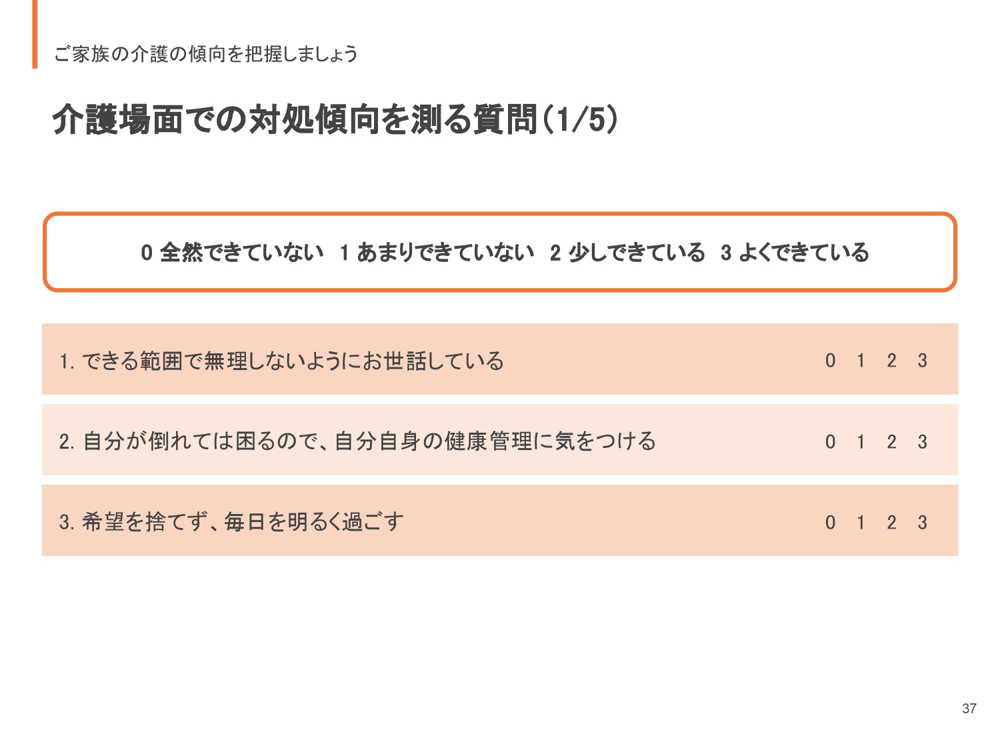 ご家族の介護の傾向を把握しましょう
介護場面での対処傾向を測る質問（1/5）
0 全然できていない 1 あまりできていない 2 少しできている 3 よくできている
1. できる範囲で無理しないようにお世話している 0 1 2 3
2. 自分が倒れては困るので、自分自身の健康管理に気をつける 0 1 2 3
3. 希望を捨てず、毎日を明るく過ごす 0 1 2 3
37